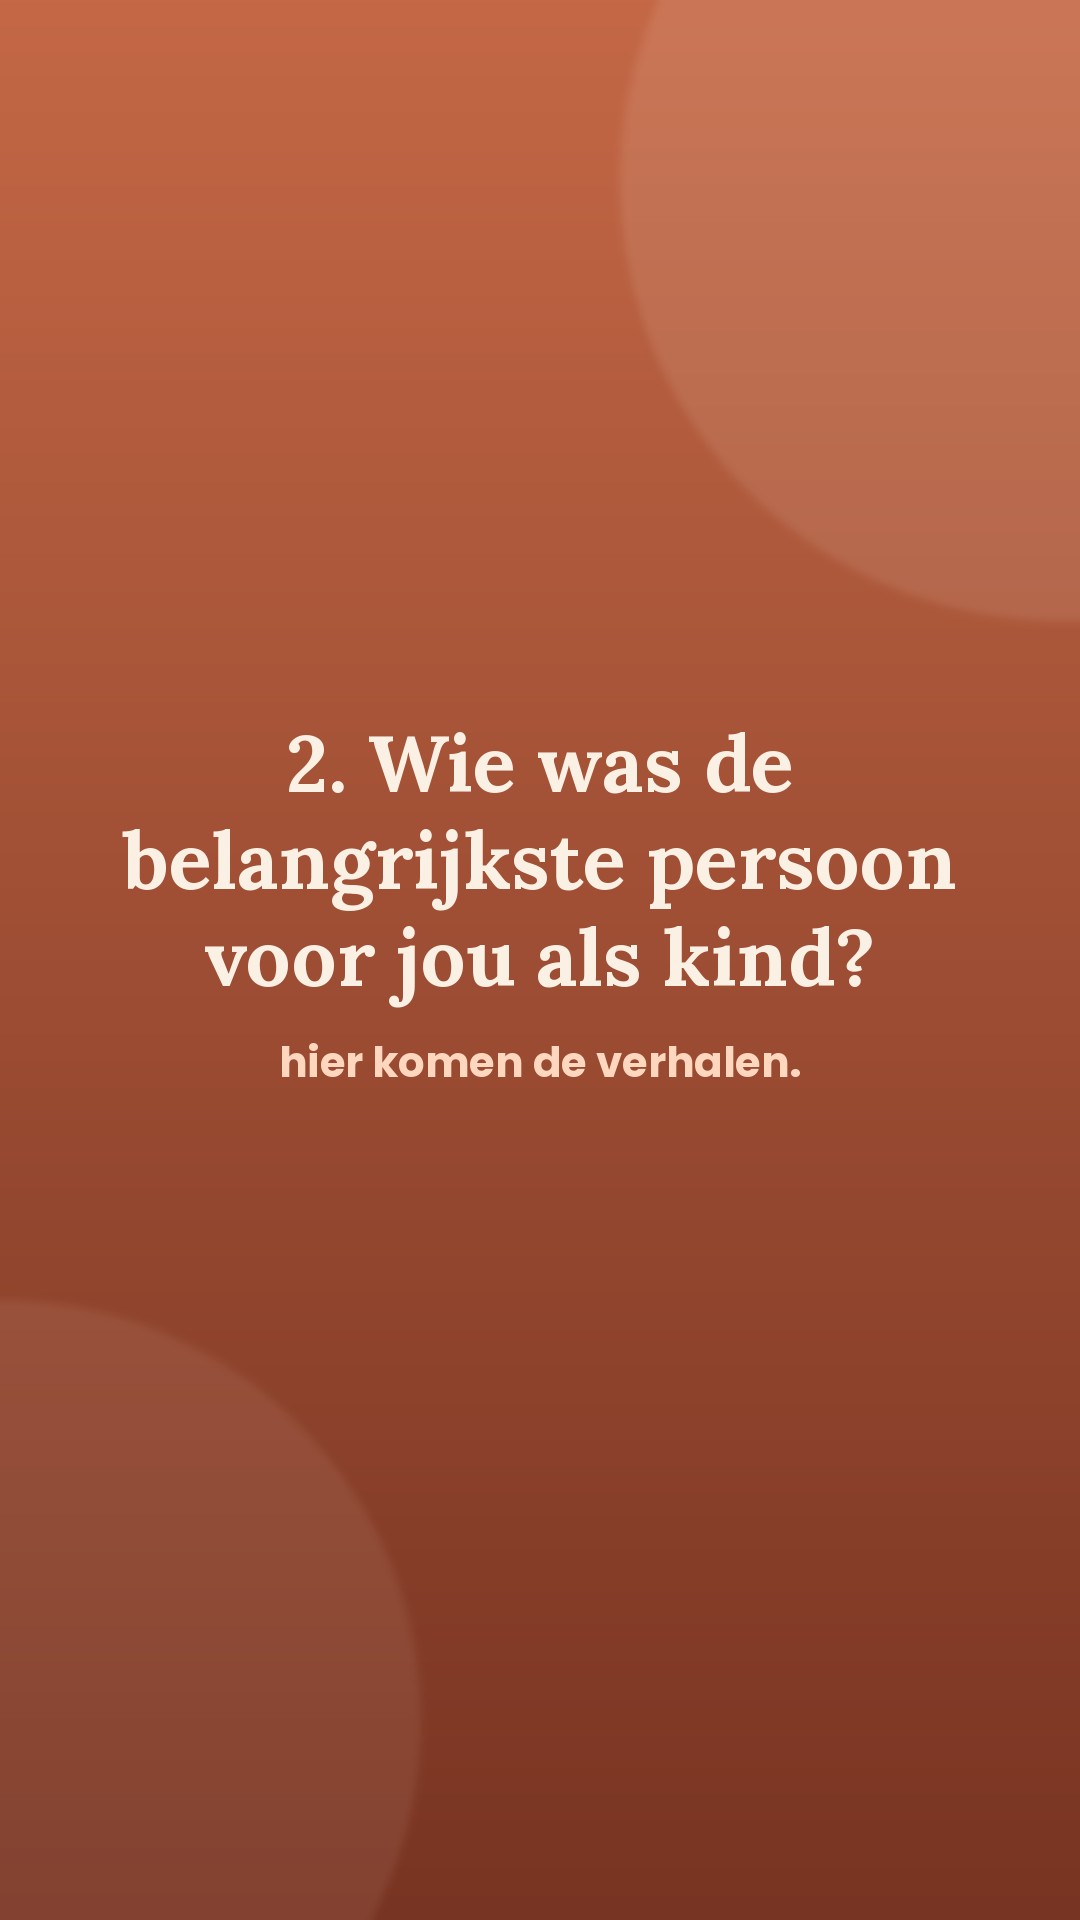 2. Wie was de
belangrijkste persoon
voor jou als kind?
hier komen de verhalen.